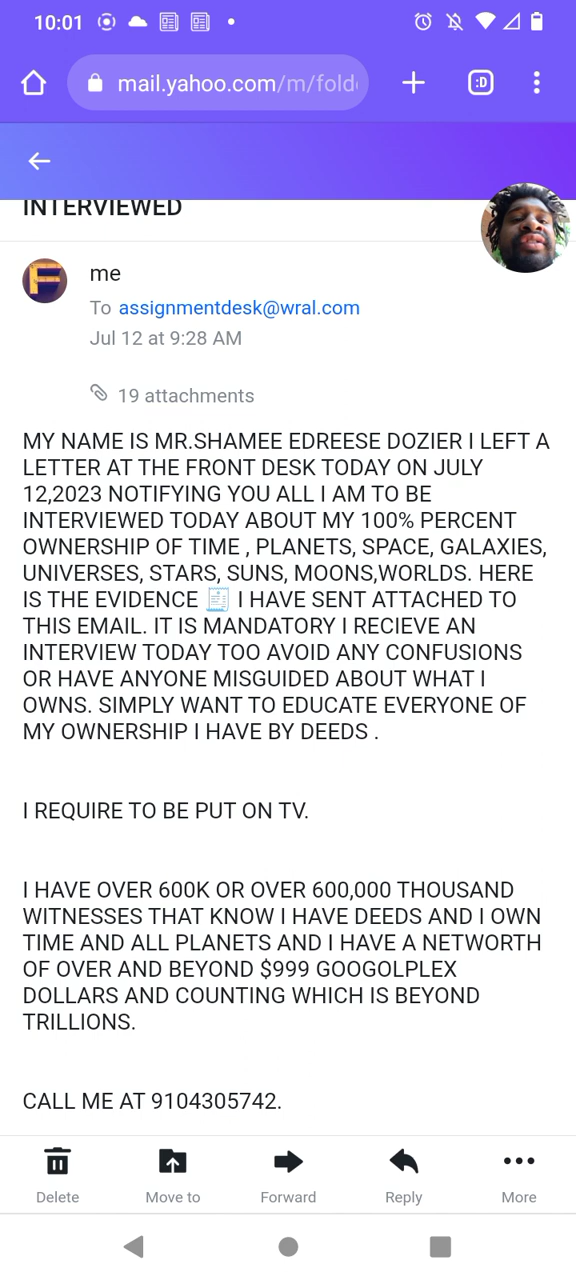 10:01
:D
mail.yahoo.com/m/fold
INTERVIEWED
F
me
To assignmentdesk@wral.com
Jul 12 at 9:28 AM
19 attachments
MY NAME IS MR.SHAMEE EDREESE DOZIER I LEFT A
LETTER AT THE FRONT DESK TODAY ON JULY
12,2023 NOTIFYING YOU ALL I AM TO BE
INTERVIEWED TODAY ABOUT MY 100% PERCENT
OWNERSHIP OF TIME , PLANETS, SPACE, GALAXIES,
UNIVERSES, STARS, SUNS, MOONS,WORLDS. HERE
IS THE EVIDENCE 🧾 I HAVE SENT ATTACHED TO
THIS EMAIL. IT IS MANDATORY I RECIEVE AN
INTERVIEW TODAY TOO AVOID ANY CONFUSIONS
OR HAVE ANYONE MISGUIDED ABOUT WHAT I
OWNS. SIMPLY WANT TO EDUCATE EVERYONE OF
MY OWNERSHIP I HAVE BY DEEDS .
I REQUIRE TO BE PUT ON TV.
I HAVE OVER 600K OR OVER 600,000 THOUSAND
WITNESSES THAT KNOW I HAVE DEEDS AND I OWN
TIME AND ALL PLANETS AND I HAVE A NETWORTH
OF OVER AND BEYOND $999 GOOGOLPLEX
DOLLARS AND COUNTING WHICH IS BEYOND
TRILLIONS.
CALL ME AT 9104305742.
Delete Move to Forward Reply More